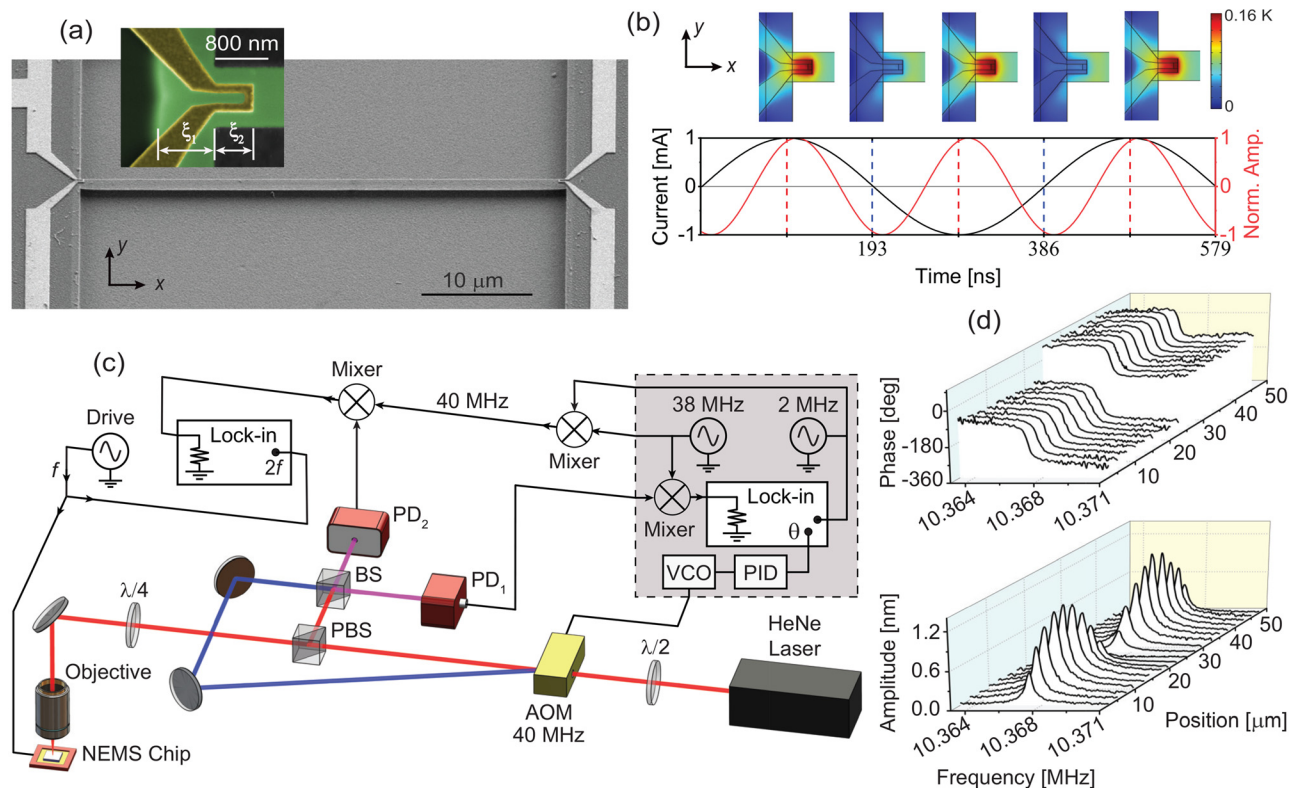 (a)
800 nm
ξ1
ξ2
y
x
10 μm
(b)
y
x
0.16 K
0
Current [mA]
1
0
-1
193
386
579
Time [ns]
1
0
-1
Norm. Amp.
(c)
Mixer
40 MHz
Mixer
38 MHz
2 MHz
Drive
f
Lock-in
2f
Mixer
Lock-in
θ
PD2
BS
PD1
VCO
PID
λ/4
PBS
HeNe
Laser
λ/2
Objective
AOM
40 MHz
NEMS Chip
(d)
Phase [deg]
0
-180
-360
10.364
10.368
10.371
10
20
30
40
50
Amplitude [nm]
1.2
0.6
0.0
10.364
10.368
10.371
10
20
30
40
50
Position [μm]
Frequency [MHz]